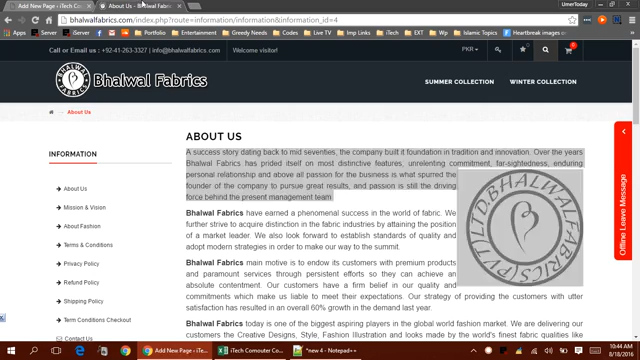 Add New Page - iTech C
About Us - Bhalwal Fabri
UmerToday
bhalwalfabrics.com/index.php?route=information/information&information_id=4
Apps
iServer
iServer
Portfolio
Entertainment
Greedy Needs
Codes
Live TV
Imp Links
iTech
EXT
Wp
Islamic Topics
Heartbreak images en
Call or Email us : +92-41-263-3327 | info@bhalwalfabrics.com
Welcome visitor!
PKR
Bhalwal Fabrics
SUMMER COLLECTION
WINTER COLLECTION
About Us
INFORMATION
About Us
Mission & Vision
About Fashion
Terms & Conditions
Privacy Policy
Refund Policy
Shipping Policy
Term Conditions Checkout
Contact Us
ABOUT US
A success story dating back to mid seventies, the company built it foundation in tradition and innovation. Over the years
Bhalwal Fabrics has prided itself on most distinctive features, unrelenting commitment, far-sightedness, enduring
personal relationship and above all passion for the business is what spurred the
founder of the company to pursue great results, and passion is still the driving
force behind the present management team
Bhalwal Fabrics have earned a phenomenal success in the world of fabric. We
further strive to acquire distinction in the fabric industries by attaining the position
of a market leader. We also look forward to establish standards of quality and
adopt modern strategies in order to make our way to the summit.
Bhalwal Fabrics main motive is to endow its customers with premium products
and paramount services through persistent efforts so they can achieve an
absolute contentment. Our customers have a firm belief in our quality and
commitments which make us liable to meet their expectations. Our strategy of providing the customers with utter
satisfaction has resulted in an overall 60% growth in the demand last year.
Bhalwal Fabrics today is one of the biggest aspiring players in the global world fashion market. We are delivering our
customers the Creative Designs, Style, Fashion Illustration and looks made by the world's finest fabric qualities like
BHALWAL FABRICS (PVT) LTD.
Offline Leave Message
Add New Page - iTec
iTech Comouter Co
*new 4 - Notepad++
10:44 AM
8/18/2016